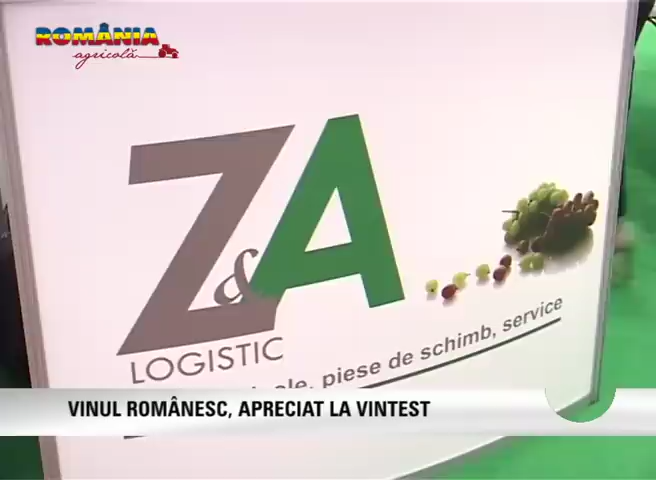 ROMÂNIA
agricolă
Z&A
LOGISTIC
piese de schimb, service
VINUL ROMÂNESC, APRECIAT LA VINTEST